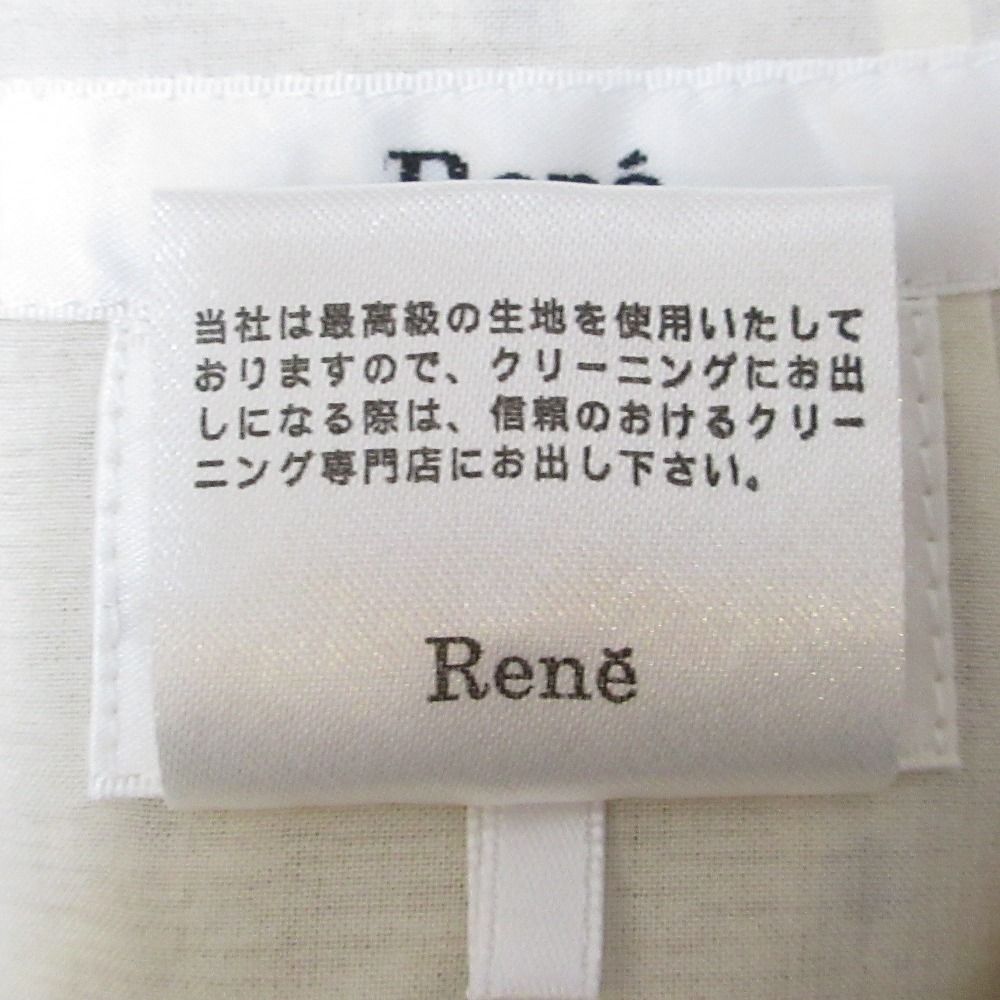 René
当社は最高級の生地を使用いたして
おりますので、クリーニングにお出
しになる際は、信頼のおけるクリー
ニング専門店にお出し下さい。
Reně